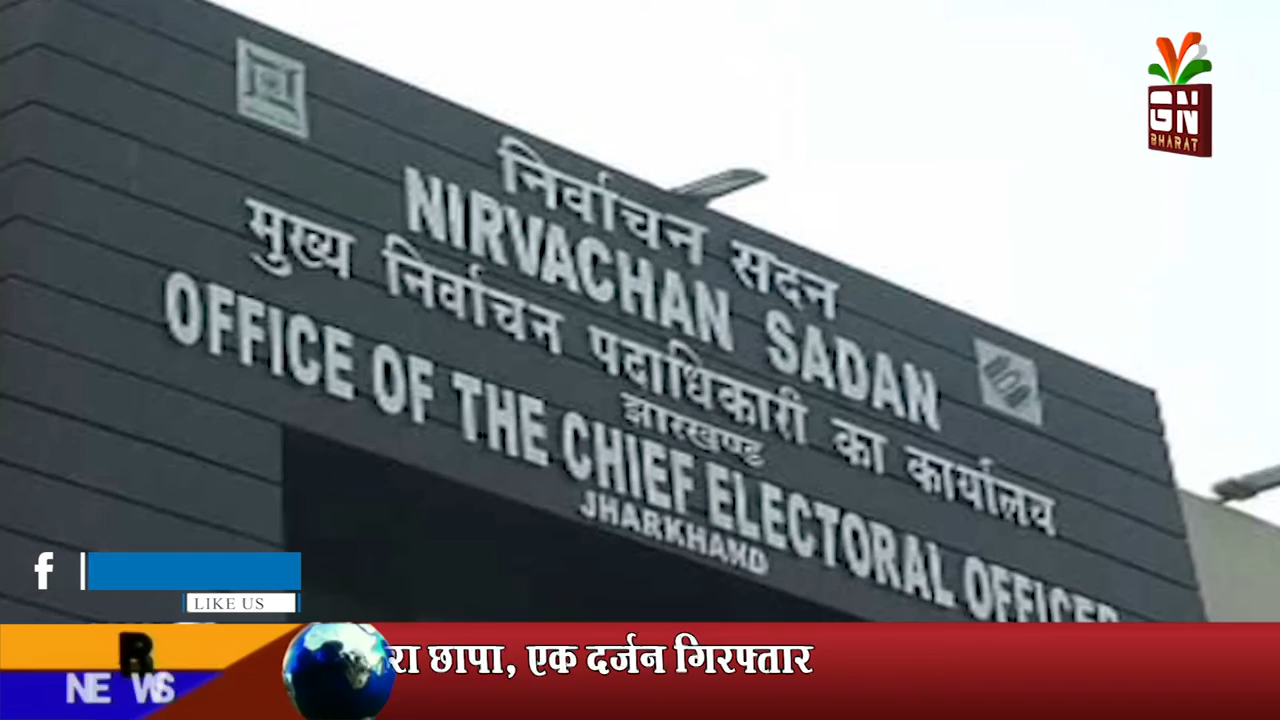 GN
BHARAT
निर्वाचन सदन
NIRVACHAN SADAN
मुख्य निर्वाचन पदाधिकारी का कार्यालय
झारखण्ड
OFFICE OF THE CHIEF ELECTORAL OFFICER
JHARKHAND
f
LIKE US
रा छापा, एक दर्जन गिरफ्तार
NEWS